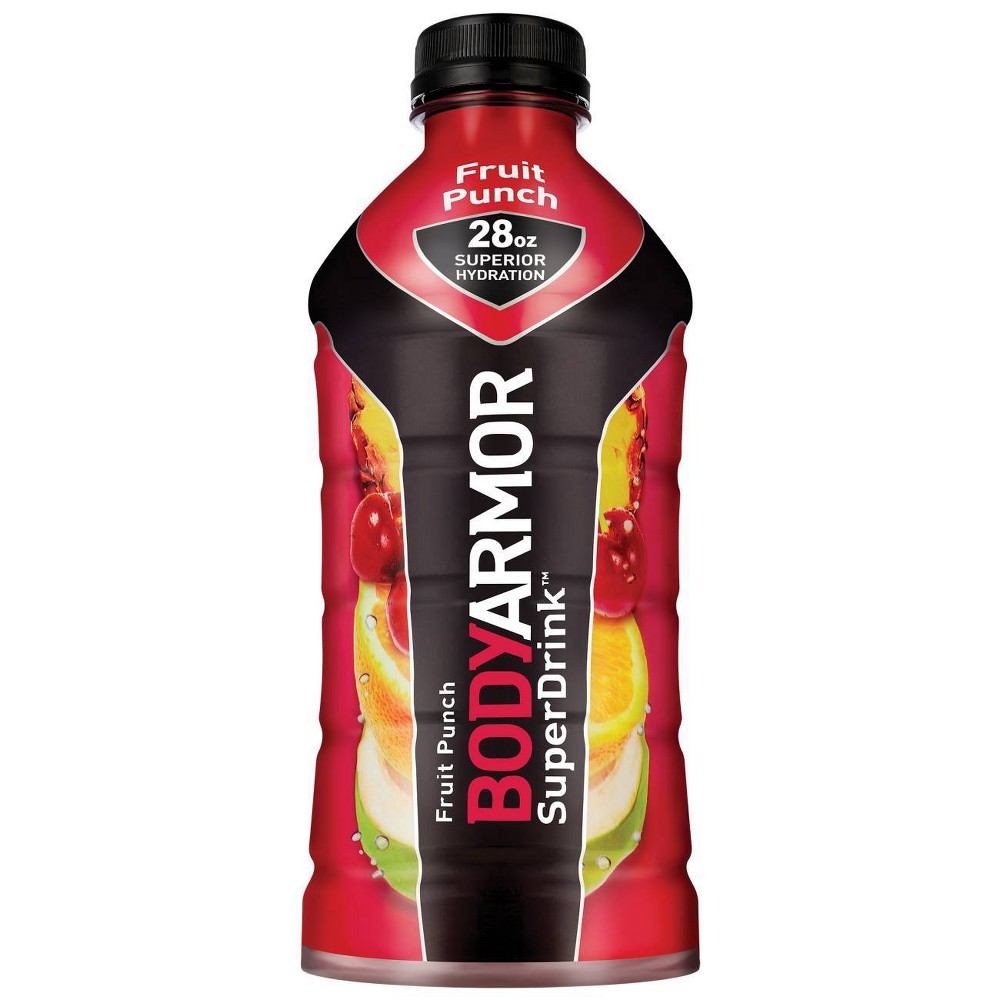 Fruit
Punch
28oz
SUPERIOR
HYDRATION
Fruit Punch
BODYARMOR
SuperDrink™